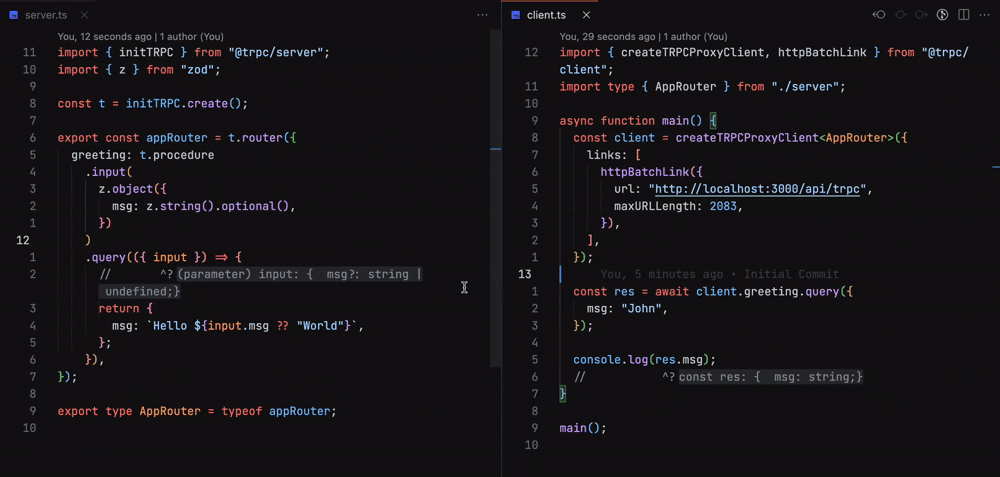 server.ts
You, 12 seconds ago | 1 author (You)
11 import { initTRPC } from "@trpc/server";
10 import { z } from "zod";
9
8 const t = initTRPC.create();
7
6 export const appRouter = t.router({
5 greeting: t.procedure
4 .input(
3 z.object({
2 msg: z.string().optional(),
1 })
12 )
1 .query(({ input }) => {
2 // ^?(parameter) input: {  msg?: string |
undefined;}
3 return {
4 msg: `Hello ${input.msg ?? "World"}`,
5 };
6 }),
7 });
8
9 export type AppRouter = typeof appRouter;
10
client.ts
You, 29 seconds ago | 1 author (You)
12 import { createTRPCProxyClient, httpBatchLink } from "@trpc/
client";
11 import type { AppRouter } from "./server";
10
9 async function main() {
8 const client = createTRPCProxyClient<AppRouter>({
7 links: [
6 httpBatchLink({
5 url: "http://localhost:3000/api/trpc",
4 maxURLLength: 2083,
3 }),
2 ],
1 });
13 You, 5 minutes ago • Initial Commit
1 const res = await client.greeting.query({
2 msg: "John",
3 });
4
5 console.log(res.msg);
6 // ^?const res: {  msg: string;}
7 }
8
9 main();
10